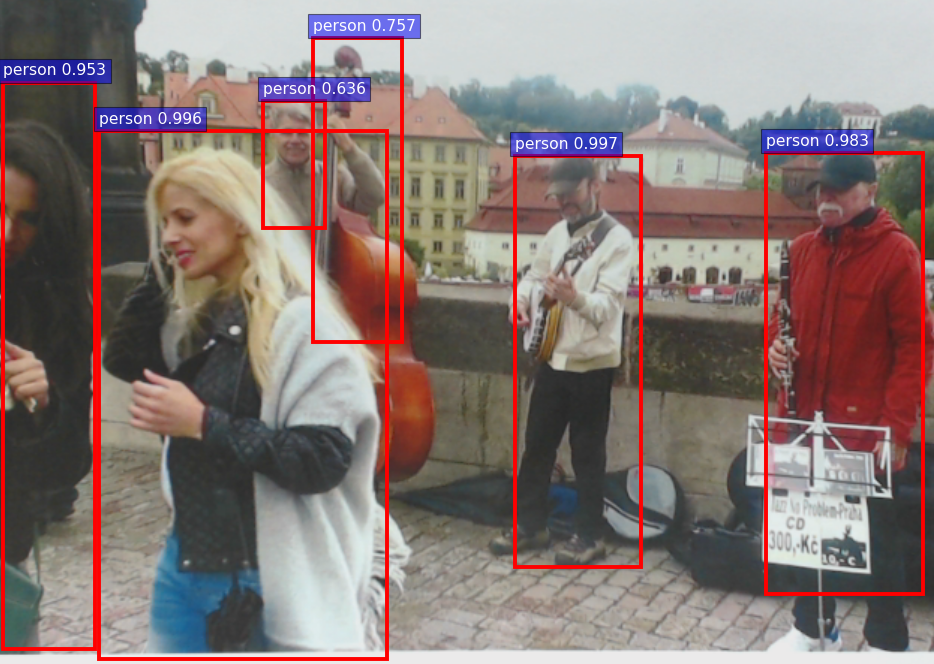 person 0.757
person 0.953
person 0.636
person 0.996
person 0.997
person 0.983
Jazz No Problem-Praha
CD
300,-Kč